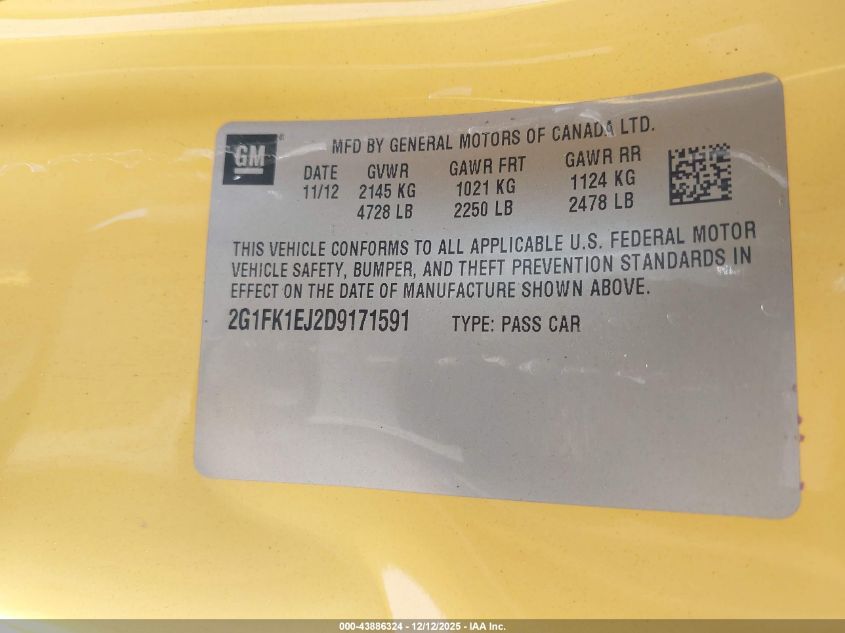 GM
MFD BY GENERAL MOTORS OF CANADA LTD.
DATE GVWR GAWR FRT GAWR RR
11/12 2145 KG 1021 KG 1124 KG
4728 LB 2250 LB 2478 LB
THIS VEHICLE CONFORMS TO ALL APPLICABLE U.S. FEDERAL MOTOR
VEHICLE SAFETY, BUMPER, AND THEFT PREVENTION STANDARDS IN
EFFECT ON THE DATE OF MANUFACTURE SHOWN ABOVE.
2G1FK1EJ2D9171591 TYPE: PASS CAR
000-43886324 - 12/12/2025 - IAA Inc.